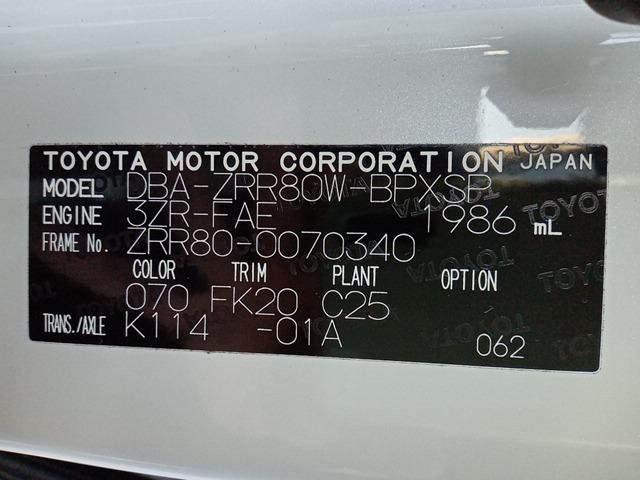 TOYOTA MOTOR CORPORATION JAPAN
MODEL DBA-ZRR80W-BPXSP
ENGINE 3ZR-FAE 1986 mL
FRAME No. ZRR80-0070340
COLOR TRIM PLANT OPTION
070 FK20 C25
TRANS./AXLE K114 -01A
062